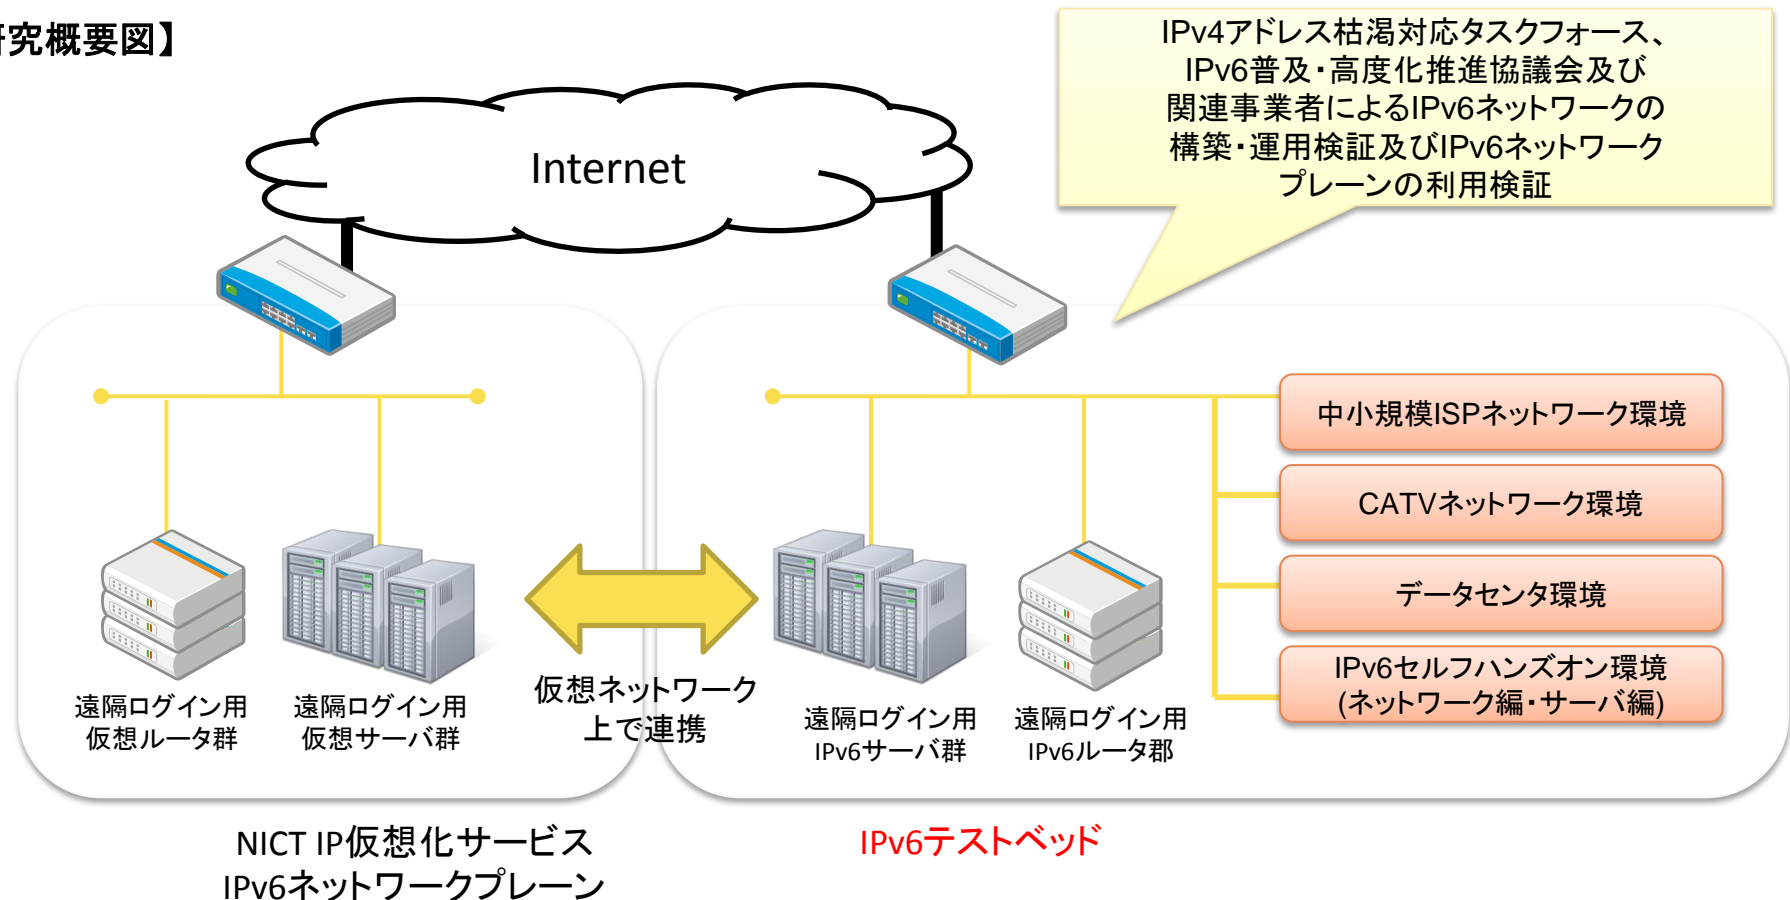 究概要図】
IPv4アドレス枯渇対応タスクフォース、
IPv6普及・高度化推進協議会及び
関連事業者によるIPv6ネットワークの
構築・運用検証及びIPv6ネットワーク
プレーンの利用検証
Internet
中小規模ISPネットワーク環境
CATVネットワーク環境
データセンタ環境
IPv6セルフハンズオン環境
(ネットワーク編・サーバ編)
遠隔ログイン用
仮想ルータ群
遠隔ログイン用
仮想サーバ群
仮想ネットワーク
上で連携
遠隔ログイン用
IPv6サーバ群
遠隔ログイン用
IPv6ルータ郡
NICT IP仮想化サービス
IPv6ネットワークプレーン
IPv6テストベッド